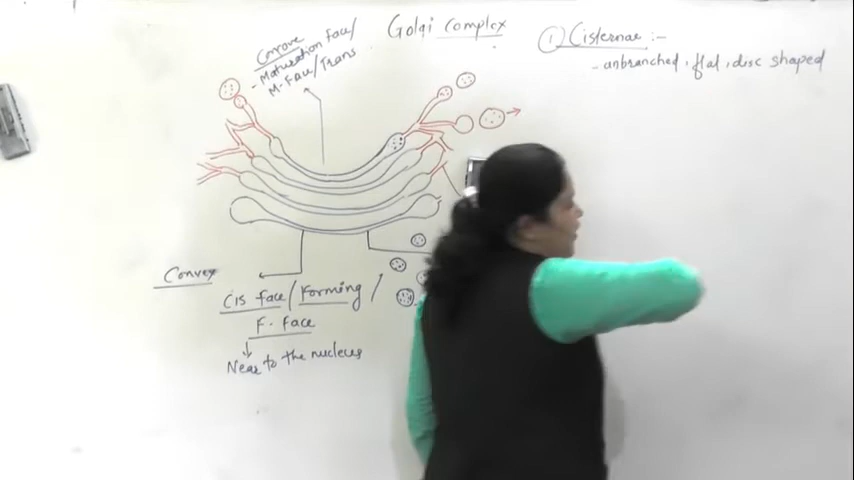 Golgi Complex
Concave
- Maturation Face/
M. Face/Trans
① Cisternae :-
- unbranched, flat, disc shaped
Convex
Cis face/Forming/
F. Face
Near to the nucleus